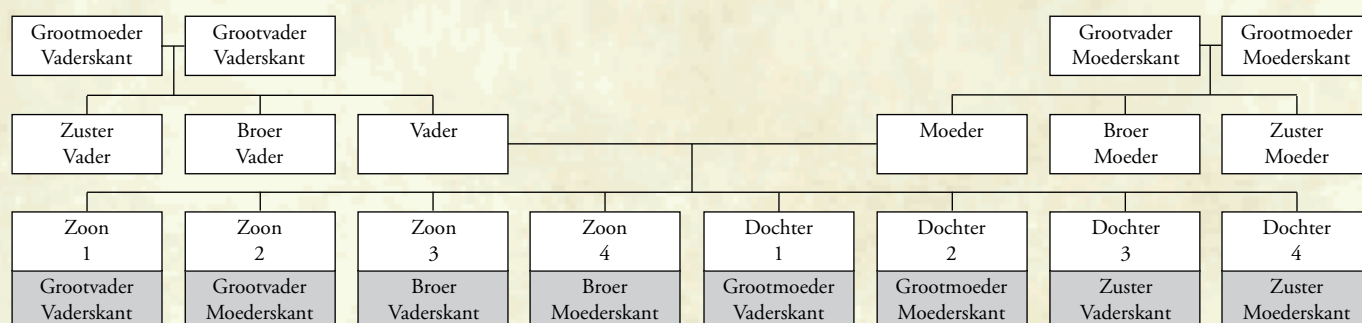 Grootmoeder
Vaderskant
Grootvader
Vaderskant
Grootvader
Moederskant
Grootmoeder
Moederskant
Zuster
Vader
Broer
Vader
Vader
Moeder
Broer
Moeder
Zuster
Moeder
Zoon
1
Grootvader
Vaderskant
Zoon
2
Grootvader
Moederskant
Zoon
3
Broer
Vaderskant
Zoon
4
Broer
Moederskant
Dochter
1
Grootmoeder
Vaderskant
Dochter
2
Grootmoeder
Moederskant
Dochter
3
Zuster
Vaderskant
Dochter
4
Zuster
Moederskant